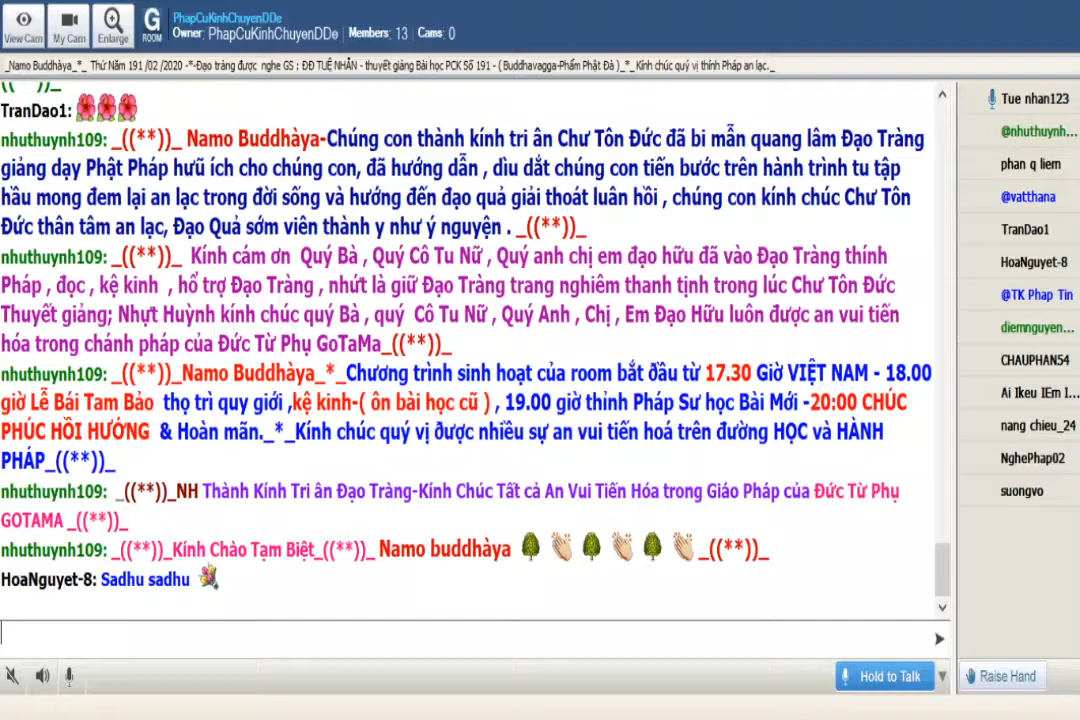 View Cam
My Cam
Enlarge
G
ROOM
PhapCuKinhChuyenDDe
Owner: PhapCuKinhChuyenDDe Members: 13 Cams: 0
_Namo Buddhàya_*_ Thứ Năm 191 /02 /2020 -*-Đạo tràng được nghe GS ; ĐĐ TUỆ NHẪN - thuyết giảng Bài học PCK Số 191 - ( Buddhavagga-Phẩm Phật Đà )_*_Kính chúc quý vị thính Pháp an lạc._
TranDao1:
nhuthuynh109: _((**))_ Namo Buddhàya-Chúng con thành kính tri ân Chư Tôn Đức đã bi mẫn quang lâm Đạo Tràng
giảng dạy Phật Pháp hưũ ích cho chúng con, đã hướng dẫn , dìu dắt chúng con tiến bước trên hành trình tu tập
hầu mong đem lại an lạc trong đời sống và hướng đến đạo quả giải thoát luân hồi , chúng con kính chúc Chư Tôn
Đức thân tâm an lạc, Đạo Quả sớm viên thành y như ý nguyện . _((**))_
nhuthuynh109: _((**))_ Kính cám ơn Quý Bà , Quý Cô Tu Nữ , Quý anh chị em đạo hữu đã vào Đạo Tràng thính
Pháp , đọc , kệ kinh , hổ trợ Đạo Tràng , nhứt là giữ Đạo Tràng trang nghiêm thanh tịnh trong lúc Chư Tôn Đức
Thuyết giảng; Nhựt Huỳnh kính chúc quý Bà , quý Cô Tu Nữ , Quý Anh , Chị , Em Đạo Hữu luôn được an vui tiến
hóa trong chánh pháp của Đức Từ Phụ GoTaMa_((**))_
nhuthuynh109: _((**))_Namo Buddhàya_*_Chương trình sinh hoạt của room bắt đầu từ 17.30 Giờ VIỆT NAM - 18.00
giờ Lễ Bái Tam Bảo thọ trì quy giới ,kệ kinh-( ôn bài học cũ ) , 19.00 giờ thỉnh Pháp Sư học Bài Mới -20:00 CHÚC
PHÚC HỒI HƯỚNG & Hoàn mãn._*_Kính chúc quý vị được nhiều sự an vui tiến hoá trên đường HỌC và HÀNH
PHÁP_((**))_
nhuthuynh109: _((**))_NH Thành Kính Tri ân Đạo Tràng-Kính Chúc Tất cả An Vui Tiến Hóa trong Giáo Pháp của Đức Từ Phụ
GOTAMA _((**))_
nhuthuynh109: _((**))_Kính Chào Tạm Biệt_((**))_ Namo buddhàya _((**))_
HoaNguyet-8: Sadhu sadhu
Hold to Talk
Tue nhan123
@nhuthuynh...
phan q liem
@vatthana
TranDao1
HoaNguyet-8
@TK Phap Tin
diemnguyen...
CHAUPHAN54
Ai Ikeu IEm I...
nang chieu_24
NghePhap02
suongvo
Raise Hand